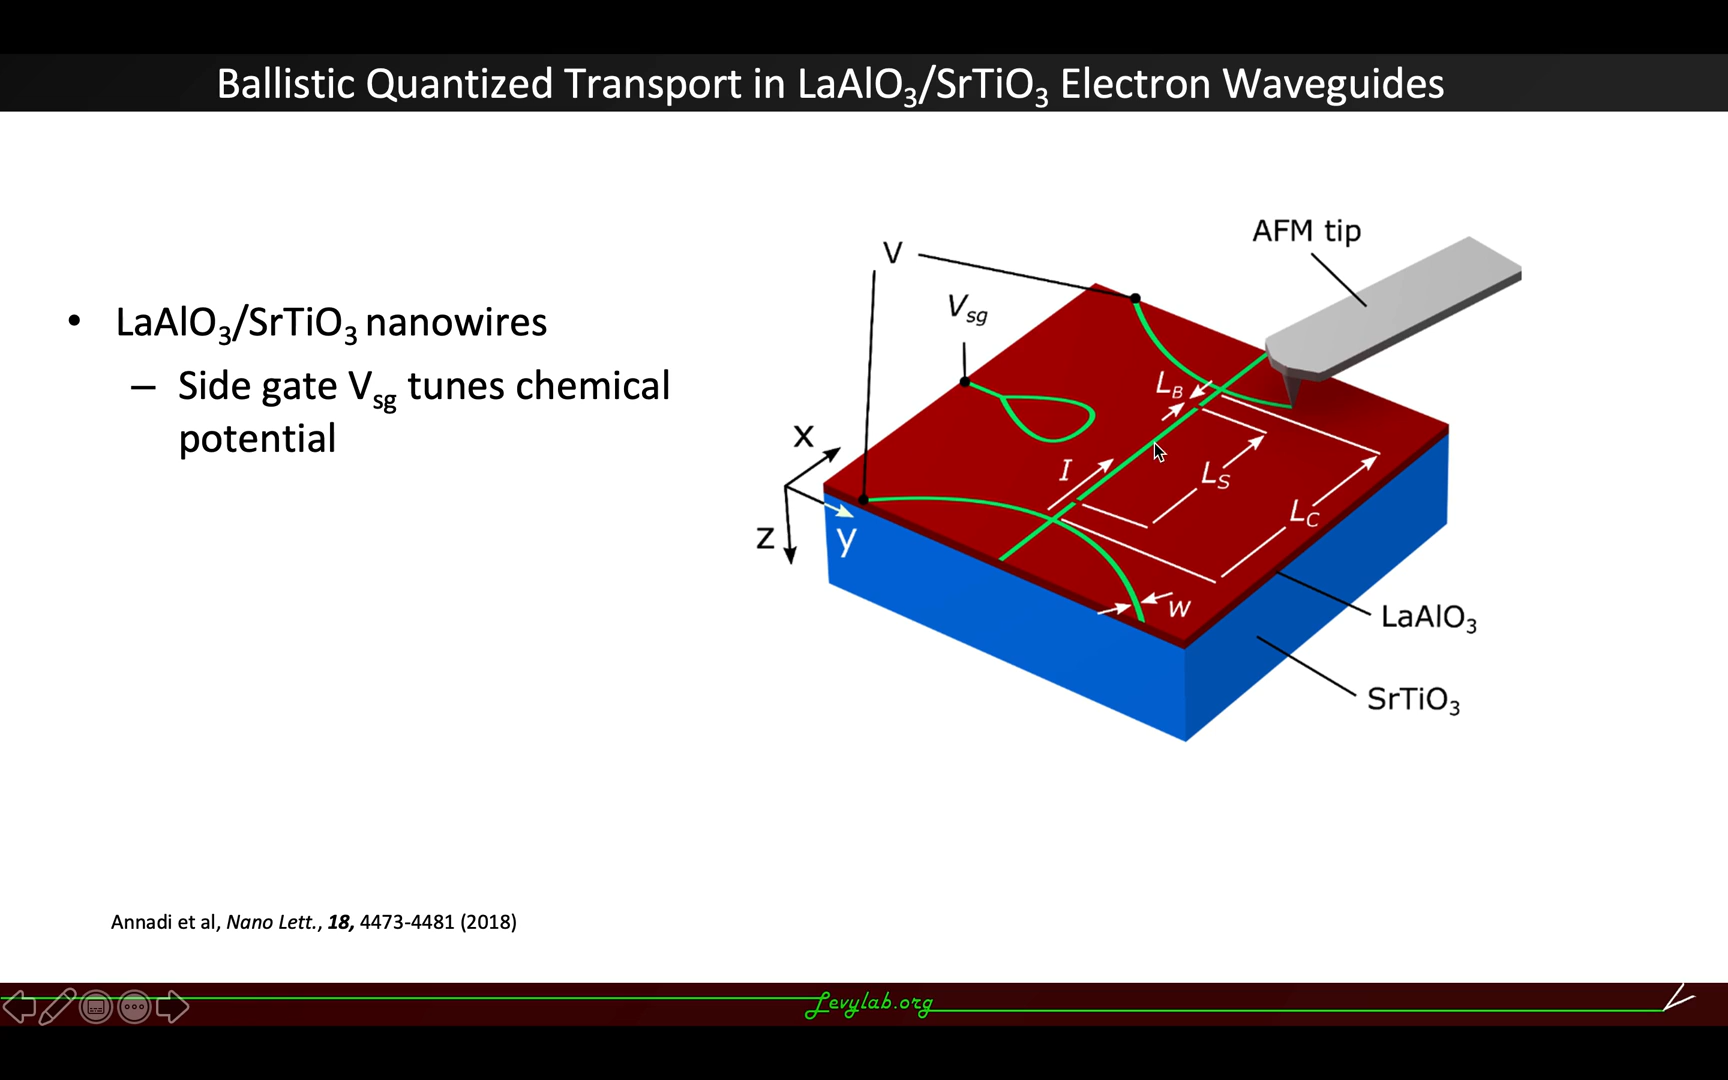 Ballistic Quantized Transport in LaAlO₃/SrTiO₃ Electron Waveguides
• LaAlO₃/SrTiO₃ nanowires
– Side gate Vsg tunes chemical
potential
AFM tip
V
Vsg
LB
x
I
LS
LC
z
y
w
LaAlO₃
SrTiO₃
Annadi et al, Nano Lett., 18, 4473-4481 (2018)
Levylab.org